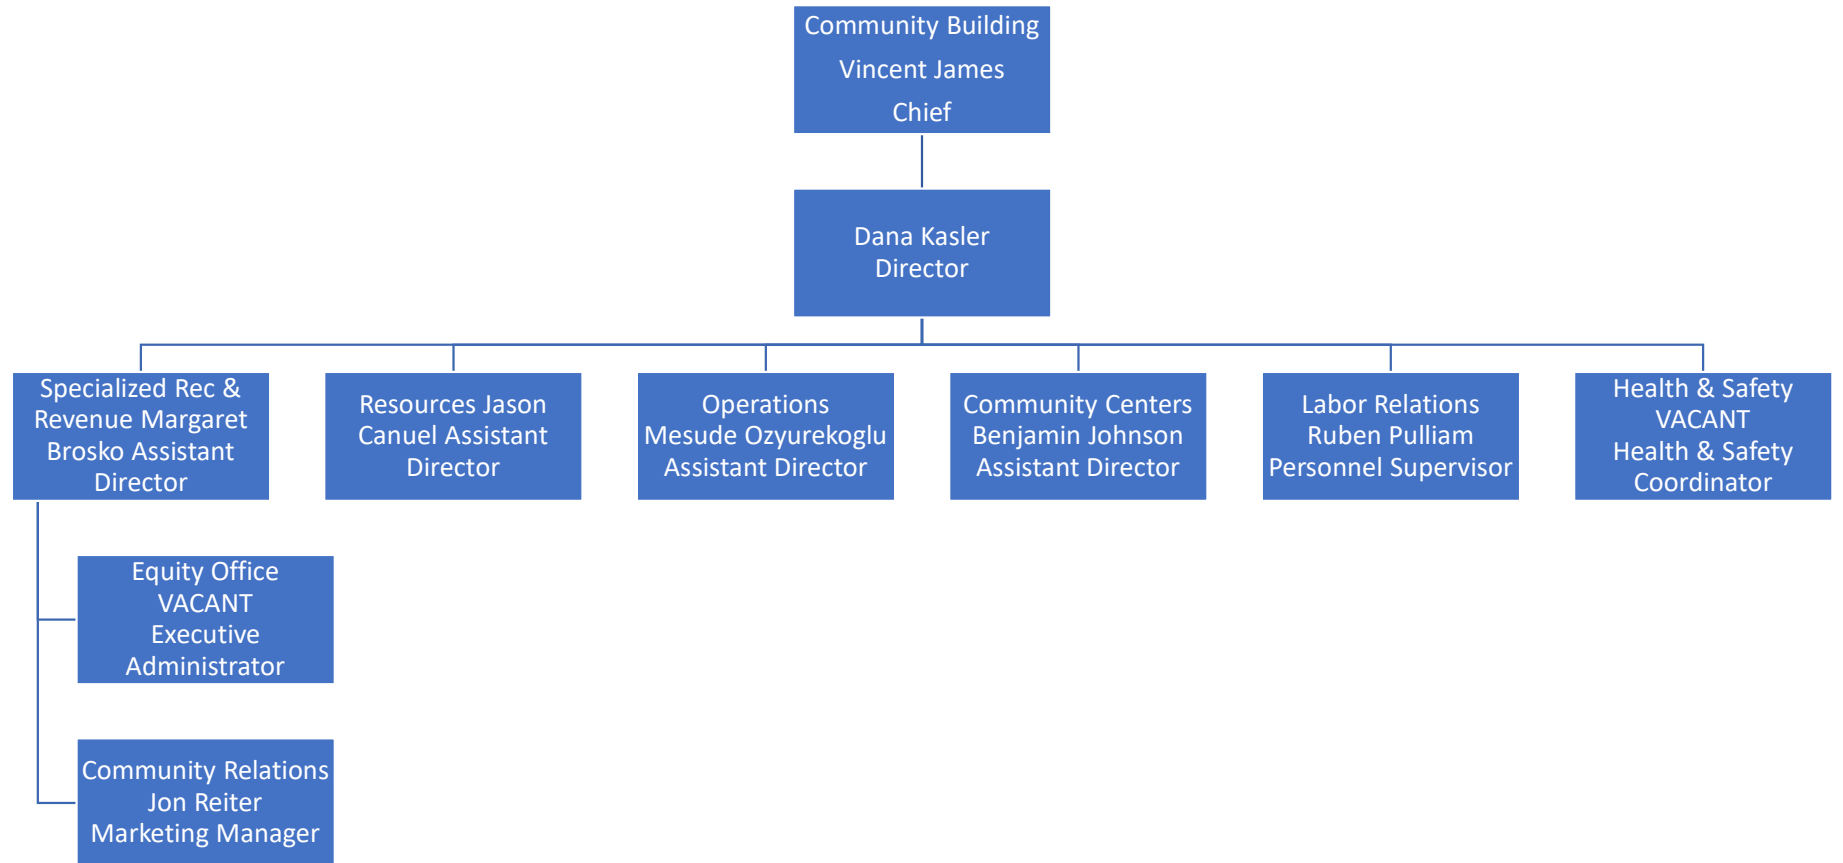 Community Building
Vincent James
Chief
Dana Kasler
Director
Specialized Rec &
Revenue Margaret
Brosko Assistant
Director
Resources Jason
Canuel Assistant
Director
Operations
Mesude Ozyurekoglu
Assistant Director
Community Centers
Benjamin Johnson
Assistant Director
Labor Relations
Ruben Pulliam
Personnel Supervisor
Health & Safety
VACANT
Health & Safety
Coordinator
Equity Office
VACANT
Executive
Administrator
Community Relations
Jon Reiter
Marketing Manager